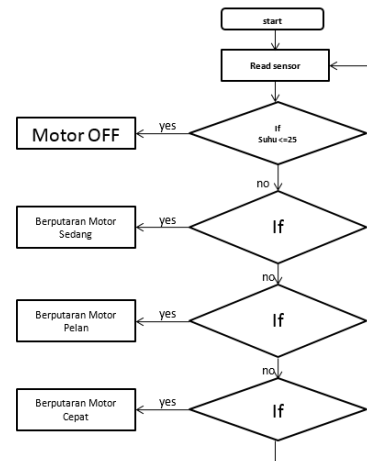 start
Read sensor
If
Suhu <=25
yes
Motor OFF
no
If
yes
Berputaran Motor
Sedang
no
If
yes
Berputaran Motor
Pelan
no
If
yes
Berputaran Motor
Cepat